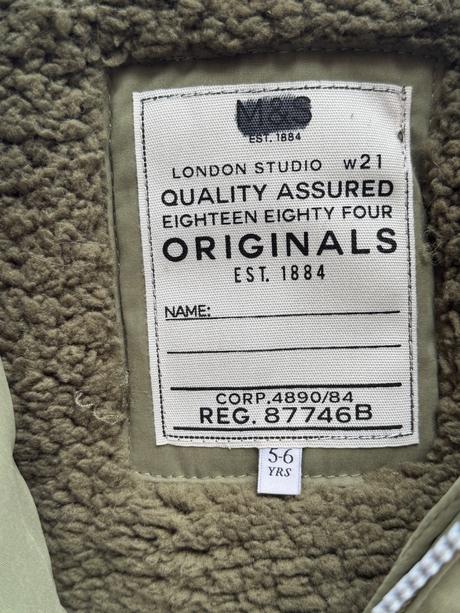 M&S
EST. 1884
LONDON STUDIO W21
QUALITY ASSURED
EIGHTEEN EIGHTY FOUR
ORIGINALS
EST. 1884
NAME:
CORP.4890/84
REG. 87746B
5-6
YRS